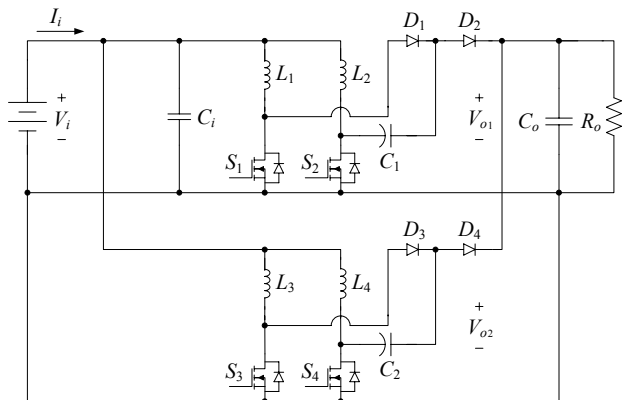 Ii
D1
D2
L1
L2
+
Vi
−
Ci
+
Vo1
−
Co
Ro
C1
S1
S2
D3
D4
L3
L4
+
Vo2
−
C2
S3
S4